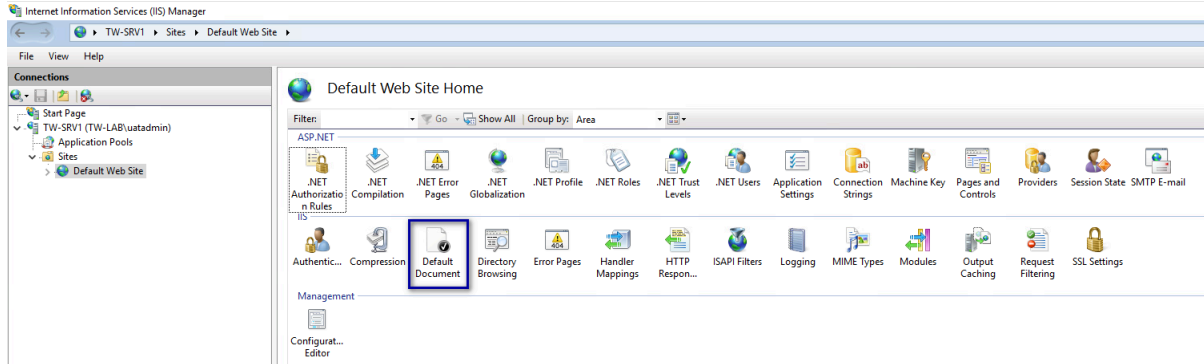 Internet Information Services (IIS) Manager
TW-SRV1 Sites Default Web Site
File View Help
Connections
Start Page
TW-SRV1 (TW-LAB\uatadmin)
Application Pools
Sites
Default Web Site
Default Web Site Home
Filter: Go Show All Group by: Area
ASP.NET
.NET .NET .NET Error .NET .NET Profile .NET Roles .NET Trust .NET Users Application Connection Machine Key Pages and Providers Session State SMTP E-mail
Authorizatio Compilation Pages Globalization Levels Settings Strings Controls
n Rules
IIS
Authentic... Compression Default Directory Error Pages Handler HTTP ISAPI Filters Logging MIME Types Modules Output Request SSL Settings
Document Browsing Mappings Respon... Caching Filtering
Management
Configurat...
Editor
404
ab
404